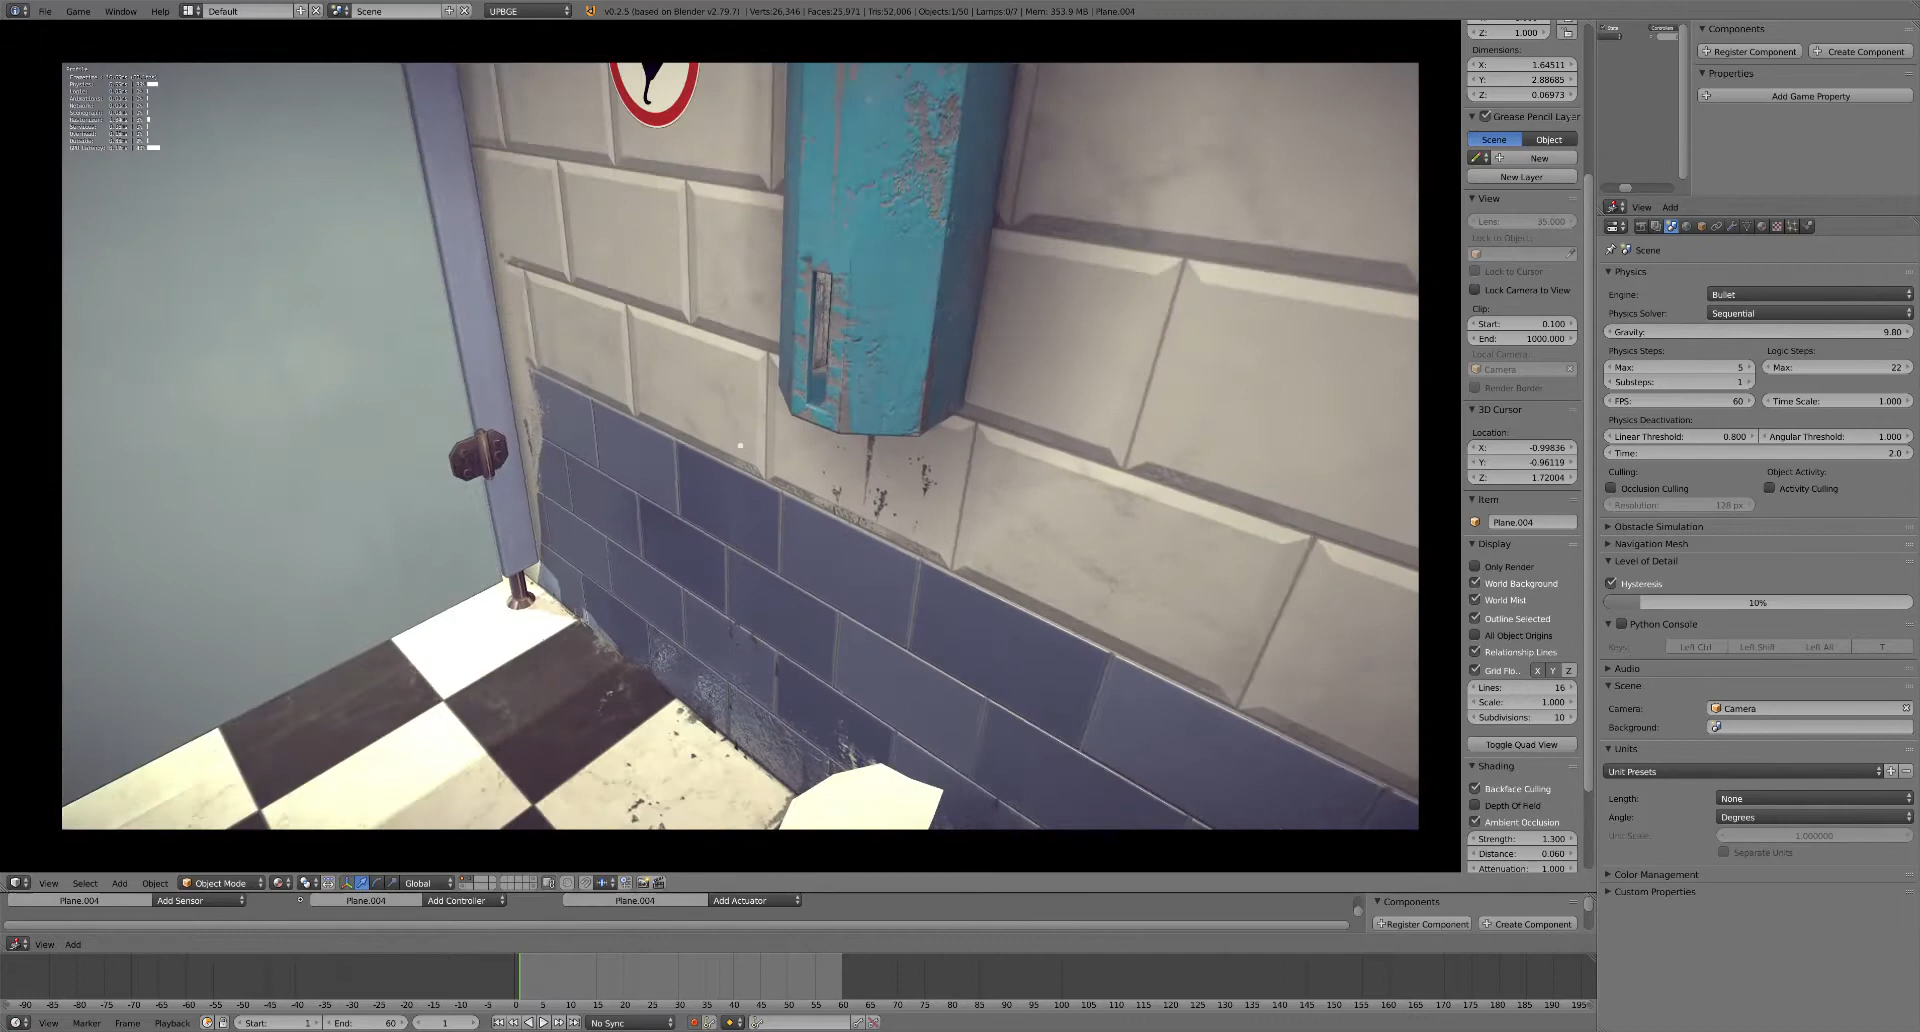 File Game Window Help Default Scene UPBGE v0.2.5 (based on Blender v2.79.7) | Verts:26,346 | Faces:25,971 | Tris:52,006 | Objects:1/50 | Lamps:0/7 | Mem: 353.9 MB | Plane.004
Profile
Physics:
Logic:
Animations:
Network:
Scenegraph:
Rasterizer:
Services:
Overhead:
Outside:
GPU Latency:
Z: 1.000
Dimensions:
X: 1.64511
Y: 2.88685
Z: 0.06973
Grease Pencil Layer
Scene Object
New
New Layer
View
Lens: 35.000
Lock to Object:
Lock to Cursor
Lock Camera to View
Clip:
Start: 0.100
End: 1000.000
Local Camera:
Camera
Render Border
3D Cursor
Location:
X: -0.99836
Y: -0.96119
Z: 1.72004
Item
Plane.004
Display
Only Render
World Background
World Mist
Outline Selected
All Object Origins
Relationship Lines
Grid Flo.. X Y Z
Lines: 16
Scale: 1.000
Subdivisions: 10
Toggle Quad View
Shading
Backface Culling
Depth Of Field
Ambient Occlusion
Strength: 1.300
Distance: 0.060
Attenuation: 1.000
Components
Register Component Create Component
Properties
Add Game Property
View Add
Scene
Physics
Engine: Bullet
Physics Solver: Sequential
Gravity: 9.80
Physics Steps: Logic Steps:
Max: 5 Max: 22
Substeps: 1
FPS: 60 Time Scale: 1.000
Physics Deactivation:
Linear Threshold: 0.800 Angular Threshold: 1.000
Time: 2.0
Culling: Object Activity:
Occlusion Culling Activity Culling
Resolution: 128 px
Obstacle Simulation
Navigation Mesh
Level of Detail
Hysteresis
10%
Python Console
Keys: Left Ctrl Left Shift Left Alt T
Audio
Scene
Camera: Camera
Background:
Units
Unit Presets
Length: None
Angle: Degrees
Unit Scale: 1.000000
Separate Units
Color Management
Custom Properties
View Select Add Object Object Mode Global
Plane.004 Add Sensor Plane.004 Add Controller Plane.004 Add Actuator
Components
Register Component Create Component
View Add
-90 -85 -80 -75 -70 -65 -60 -55 -50 -45 -40 -35 -30 -25 -20 -15 -10 -5 0 5 10 15 20 25 30 35 40 45 50 55 60 65 70 75 80 85 90 95 100 105 110 115 120 125 130 135 140 145 150 155 160 165 170 175 180 185 190 195
View Marker Frame Playback Start: 1 End: 60 1 No Sync